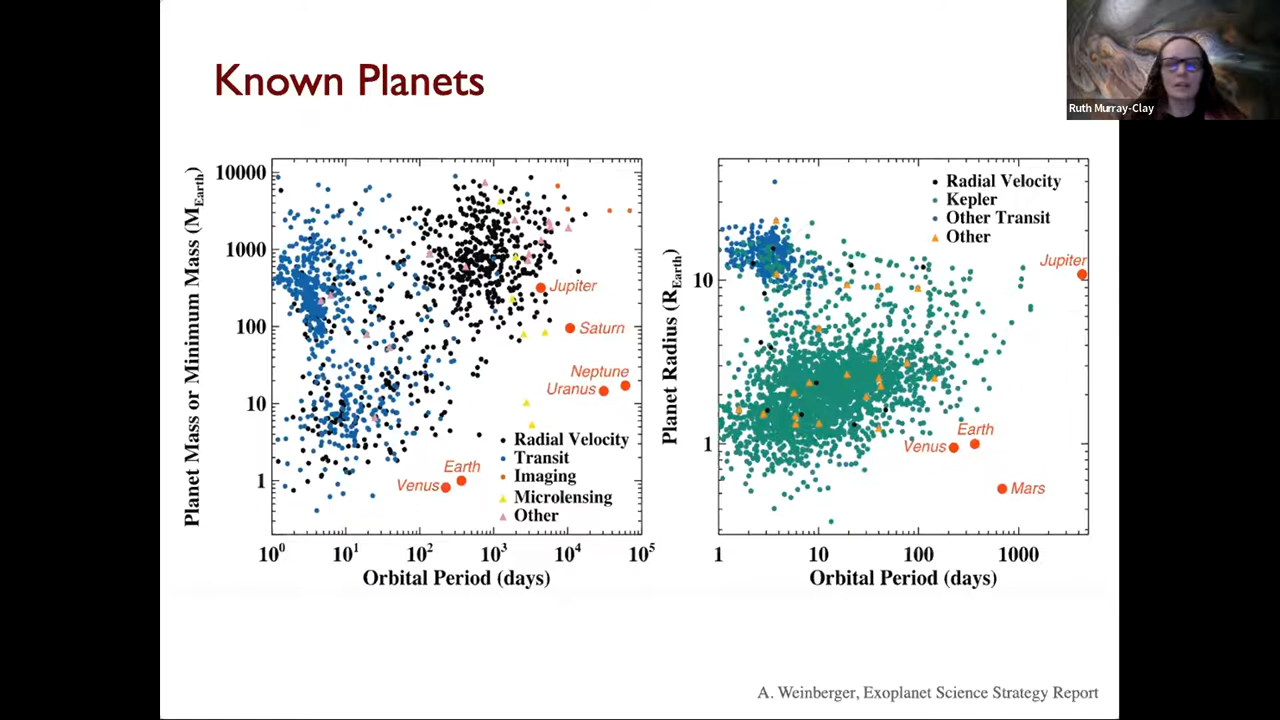 Known Planets
Ruth Murray-Clay
Planet Mass or Minimum Mass (M_Earth)
10000
1000
100
10
1
Jupiter
Saturn
Neptune
Uranus
Earth
Venus
Radial Velocity
Transit
Imaging
Microlensing
Other
10^0 10^1 10^2 10^3 10^4 10^5
Orbital Period (days)
Planet Radius (R_Earth)
10
1
Radial Velocity
Kepler
Other Transit
Other
Jupiter
Earth
Venus
Mars
1 10 100 1000
Orbital Period (days)
A. Weinberger, Exoplanet Science Strategy Report